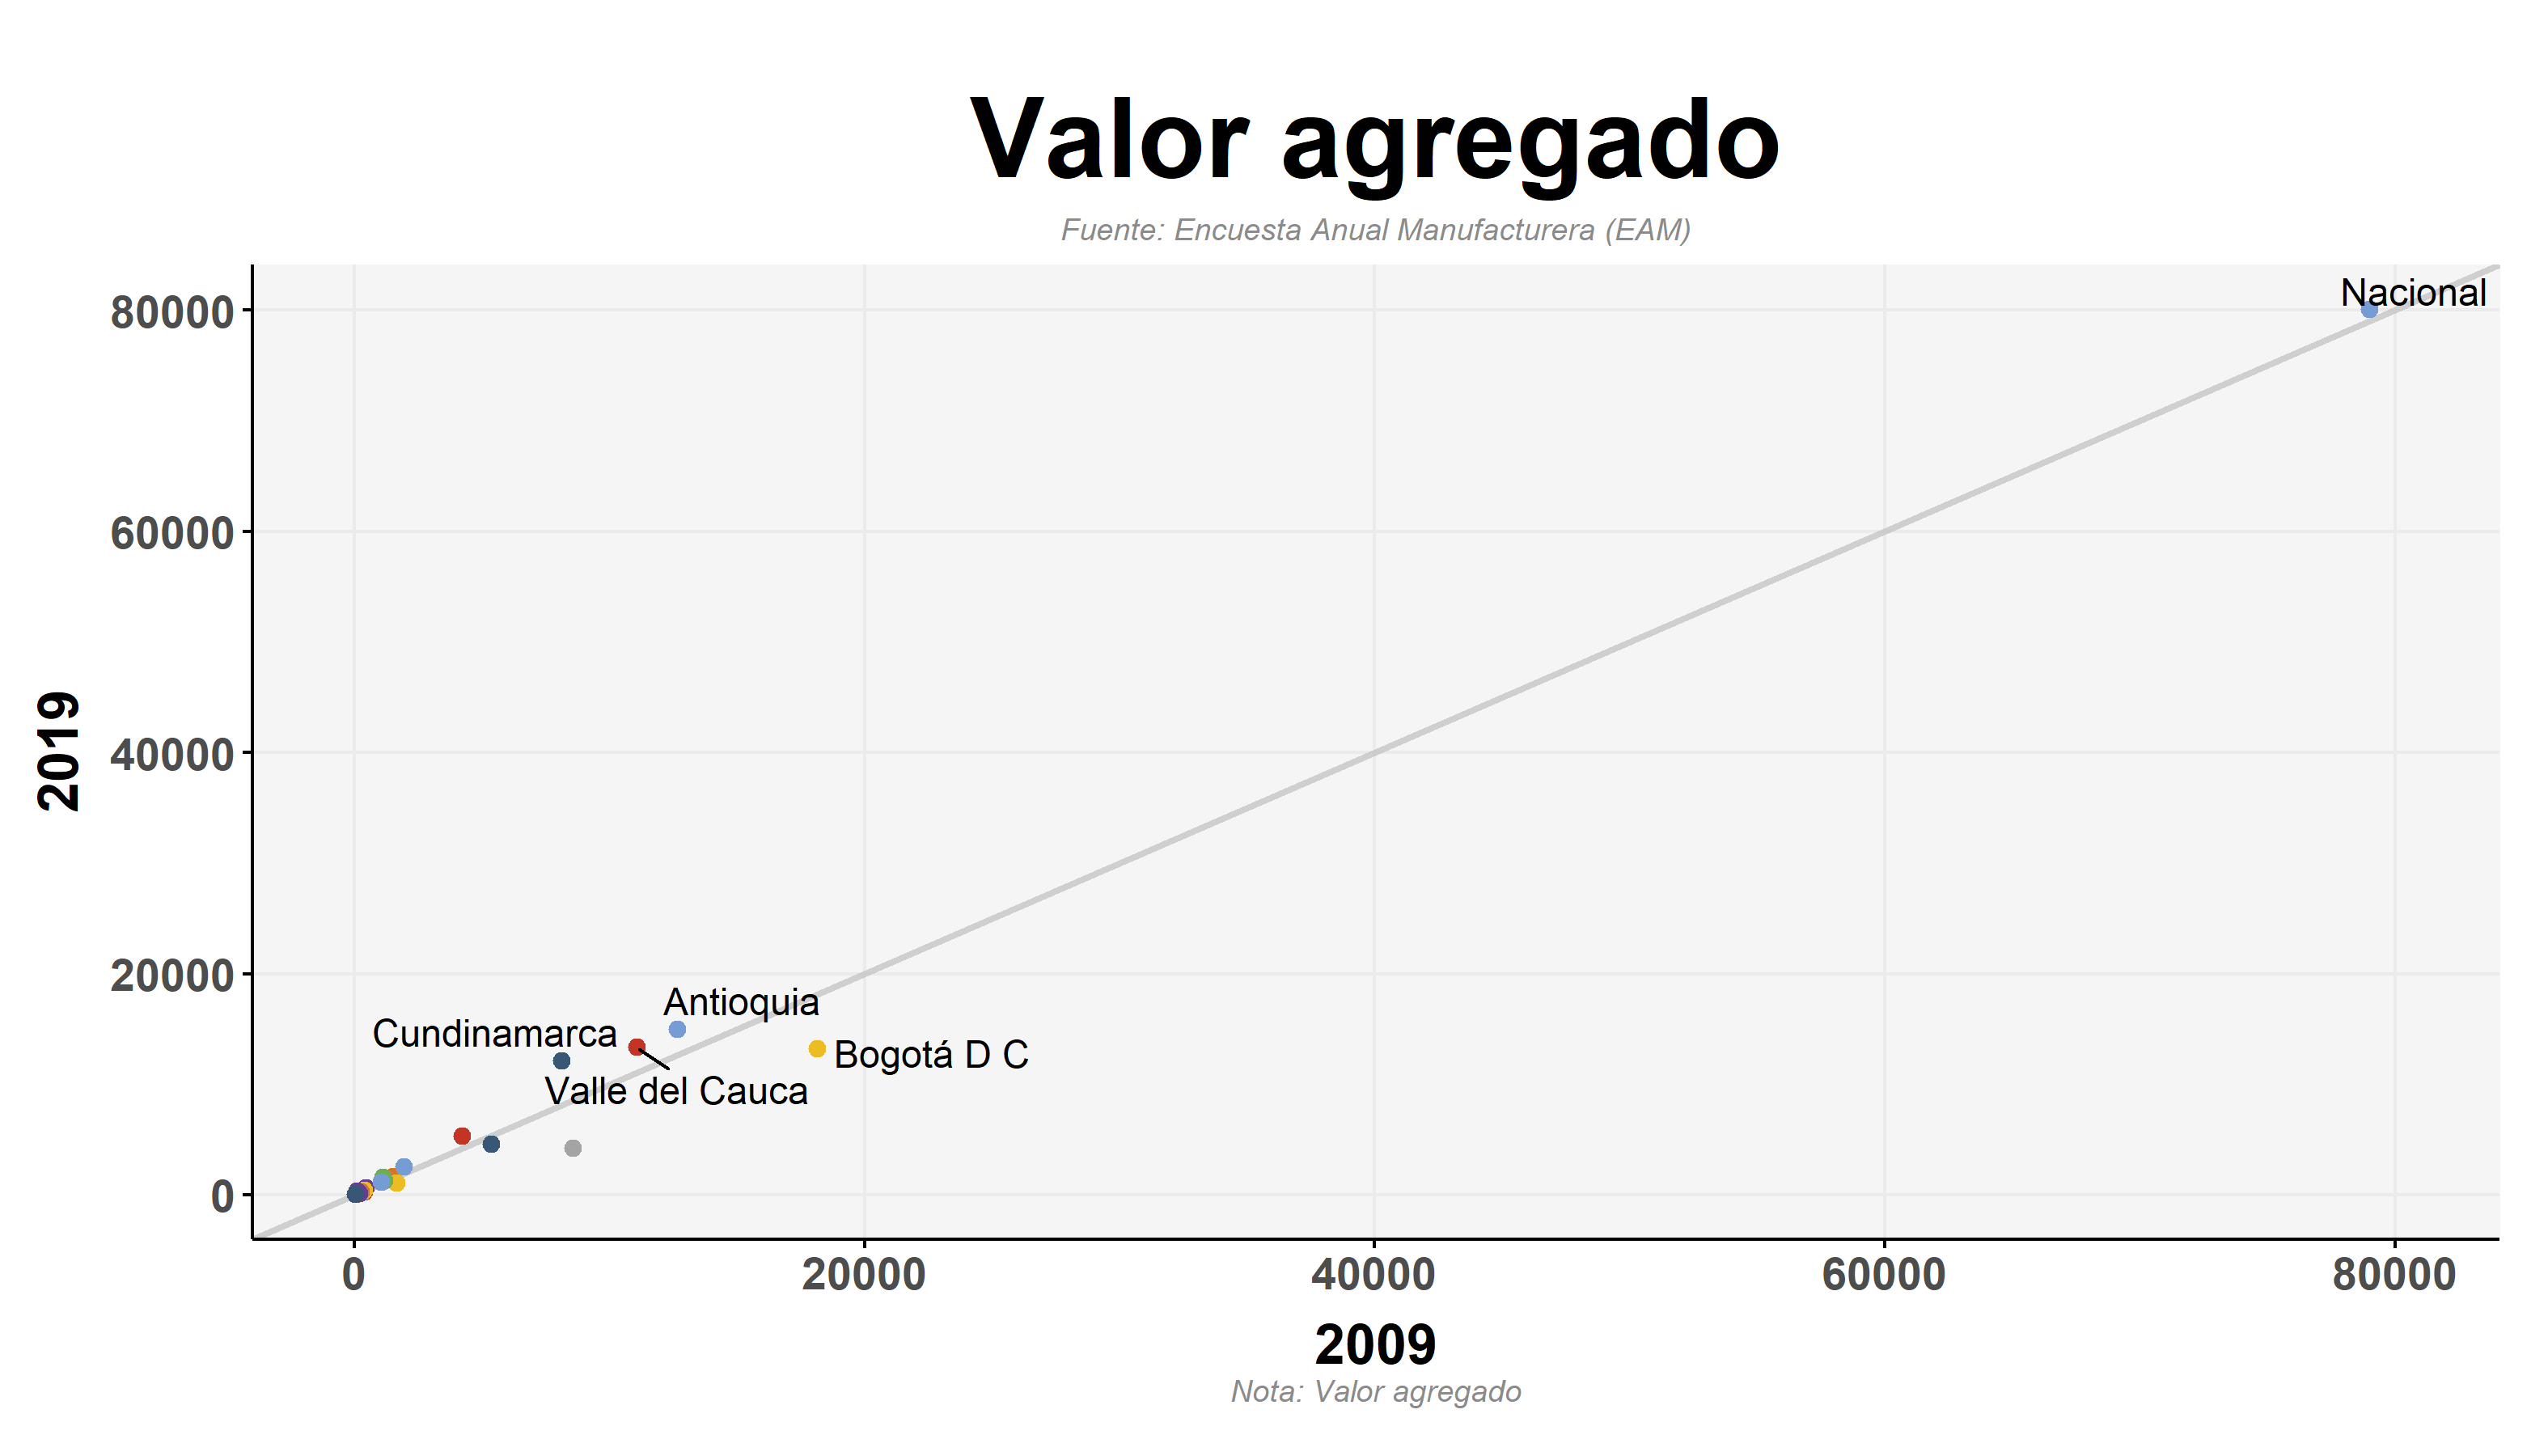 Valor agregado
Fuente: Encuesta Anual Manufacturera (EAM)
80000
60000
40000
20000
0
2019
Nacional
Antioquia
Cundinamarca
Bogotá D C
Valle del Cauca
0
20000
40000
60000
80000
2009
Nota: Valor agregado